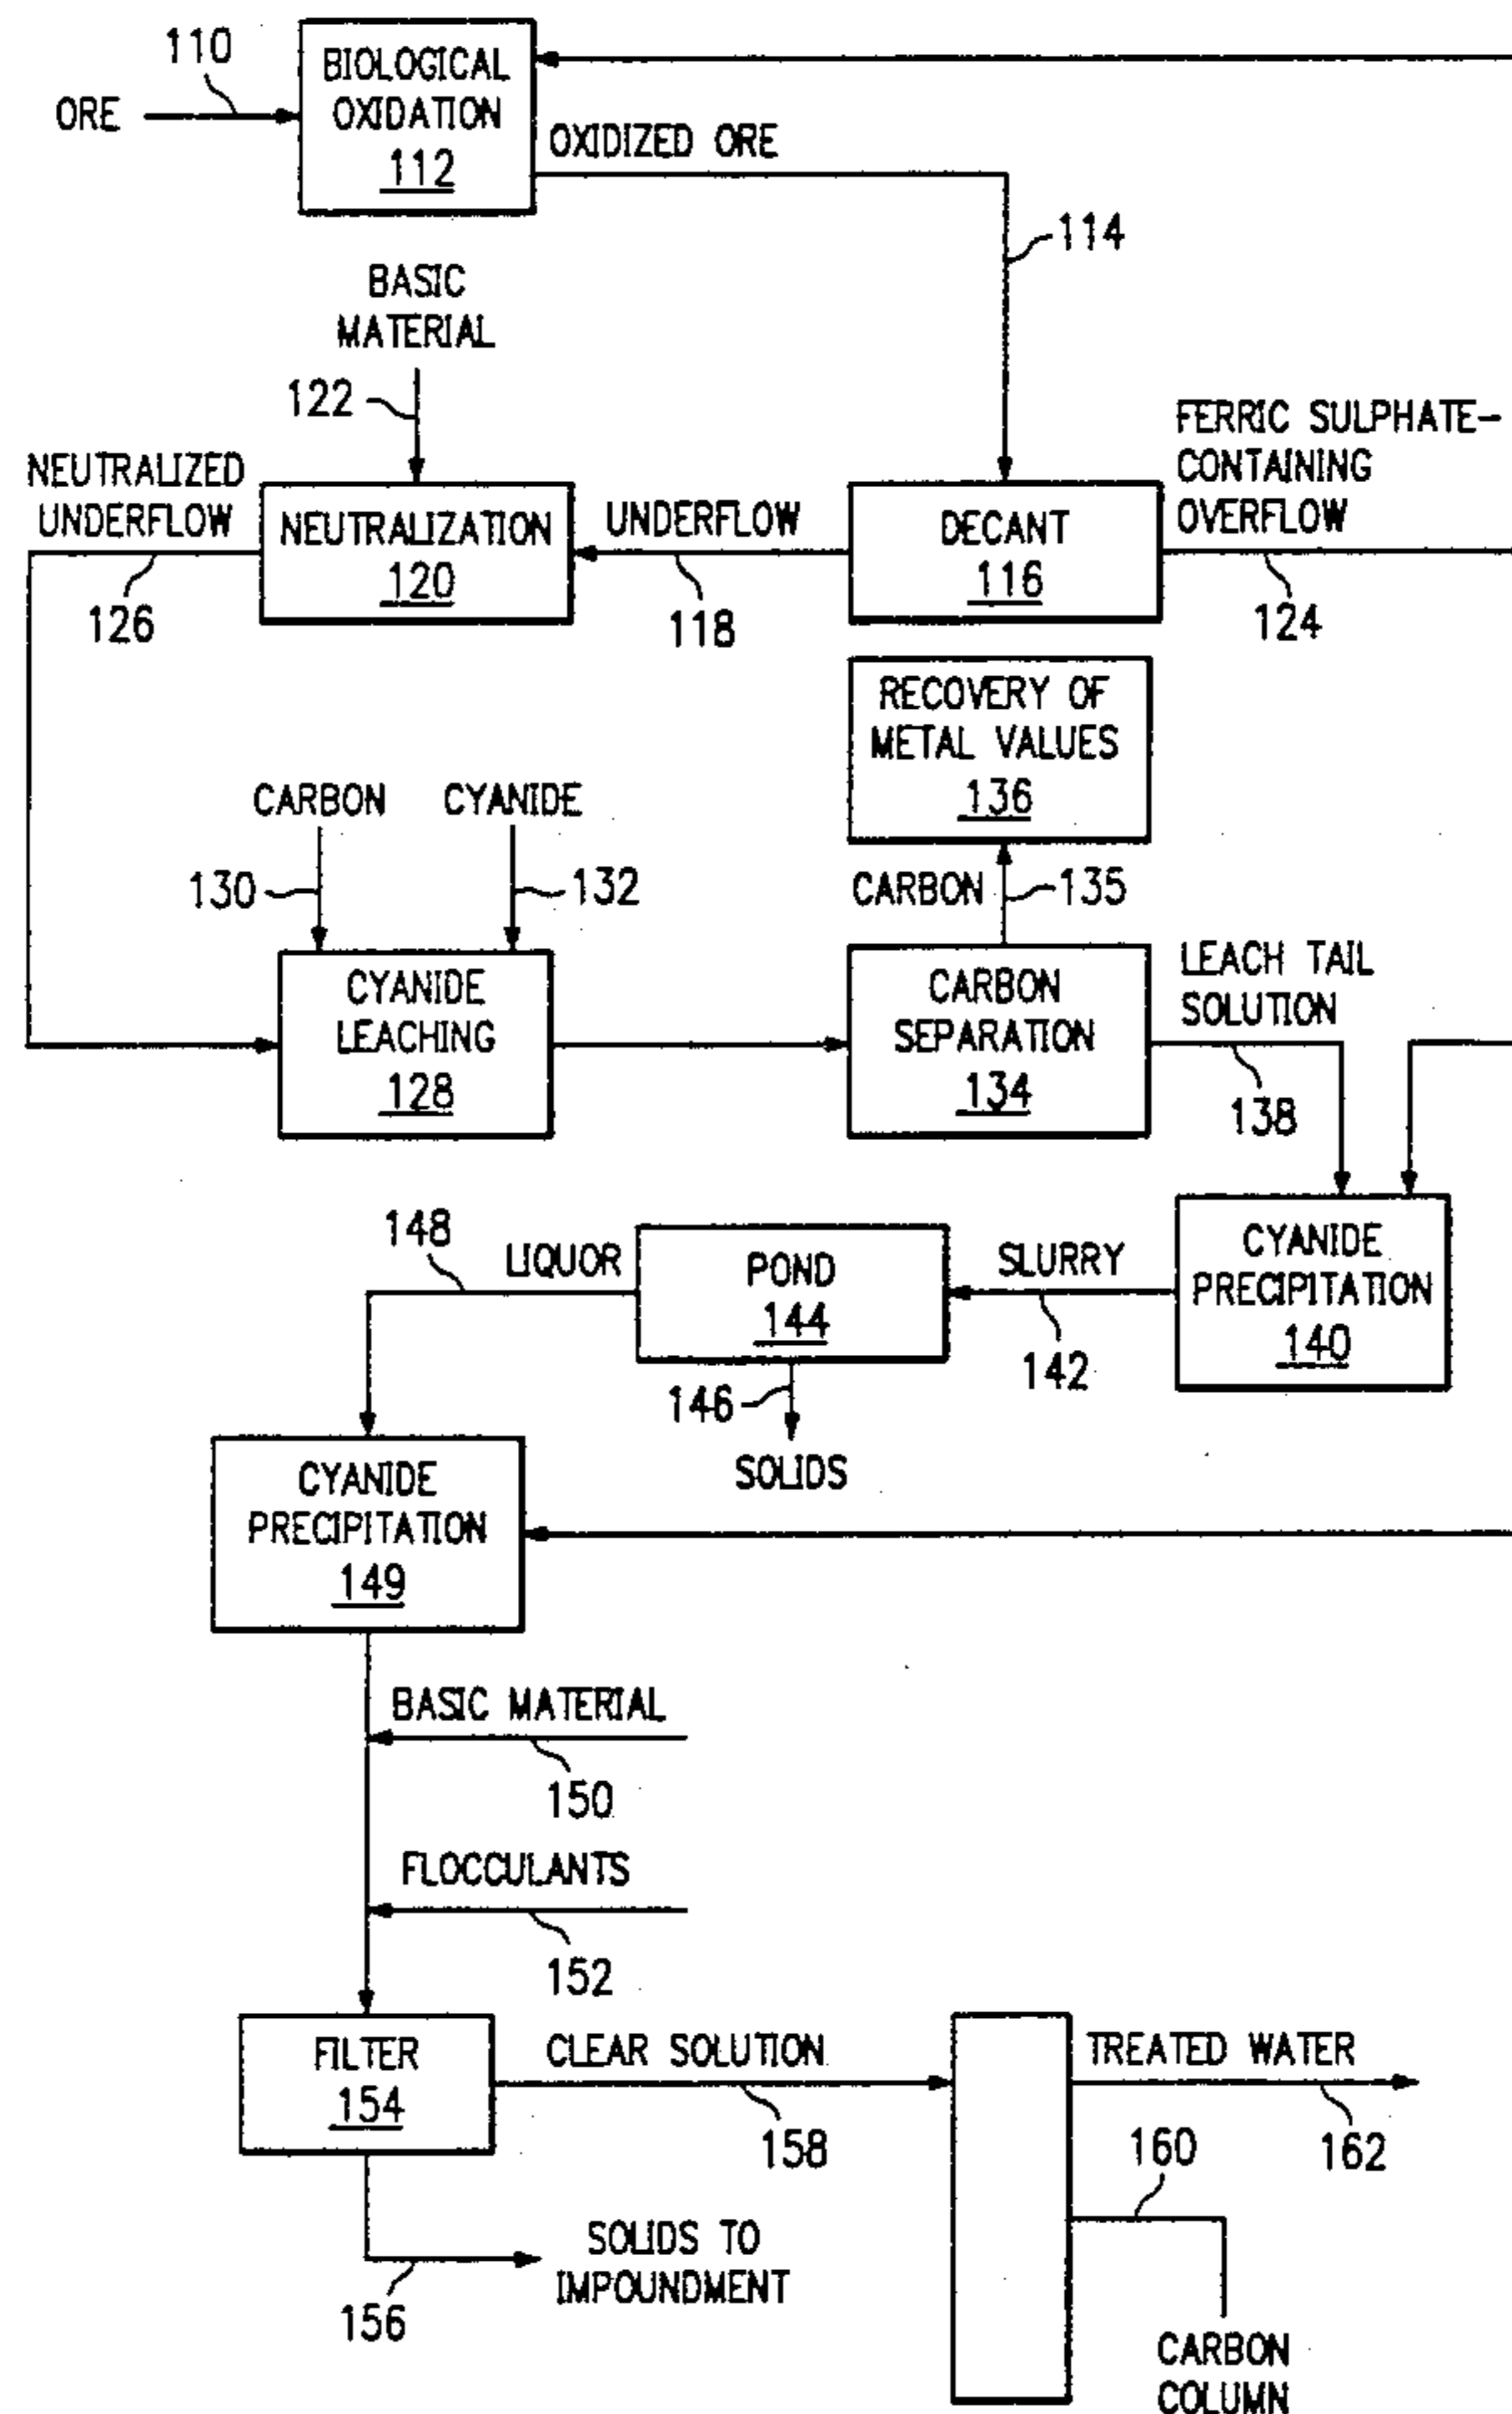 110
ORE
BIOLOGICAL
OXIDATION
112
OXIDIZED ORE
114
BASIC
MATERIAL
122
NEUTRALIZED
UNDERFLOW
126
NEUTRALIZATION
120
UNDERFLOW
118
DECANT
116
FERRIC SULPHATE-
CONTAINING
OVERFLOW
124
RECOVERY OF
METAL VALUES
136
CARBON
135
CARBON
130
CYANIDE
132
CYANIDE
LEACHING
128
CARBON
SEPARATION
134
LEACH TAIL
SOLUTION
138
CYANIDE
PRECIPITATION
140
SLURRY
142
POND
144
146
SOLIDS
LIQUOR
148
CYANIDE
PRECIPITATION
149
BASIC MATERIAL
150
FLOCCULANTS
152
FILTER
154
CLEAR SOLUTION
158
TREATED WATER
162
160
CARBON
COLUMN
SOLIDS TO
IMPOUNDMENT
156